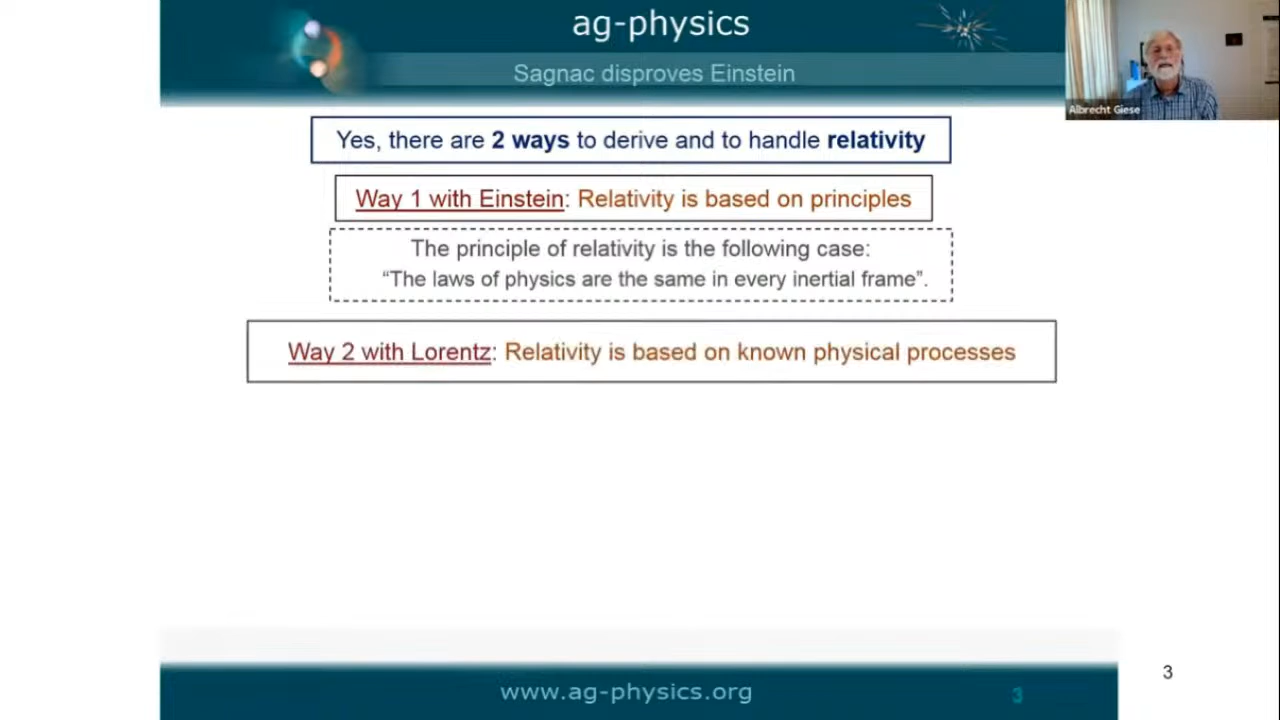 ag-physics
Sagnac disproves Einstein
Albrecht Giese
Yes, there are 2 ways to derive and to handle relativity
Way 1 with Einstein: Relativity is based on principles
The principle of relativity is the following case:
“The laws of physics are the same in every inertial frame”.
Way 2 with Lorentz: Relativity is based on known physical processes
www.ag-physics.org
3
3